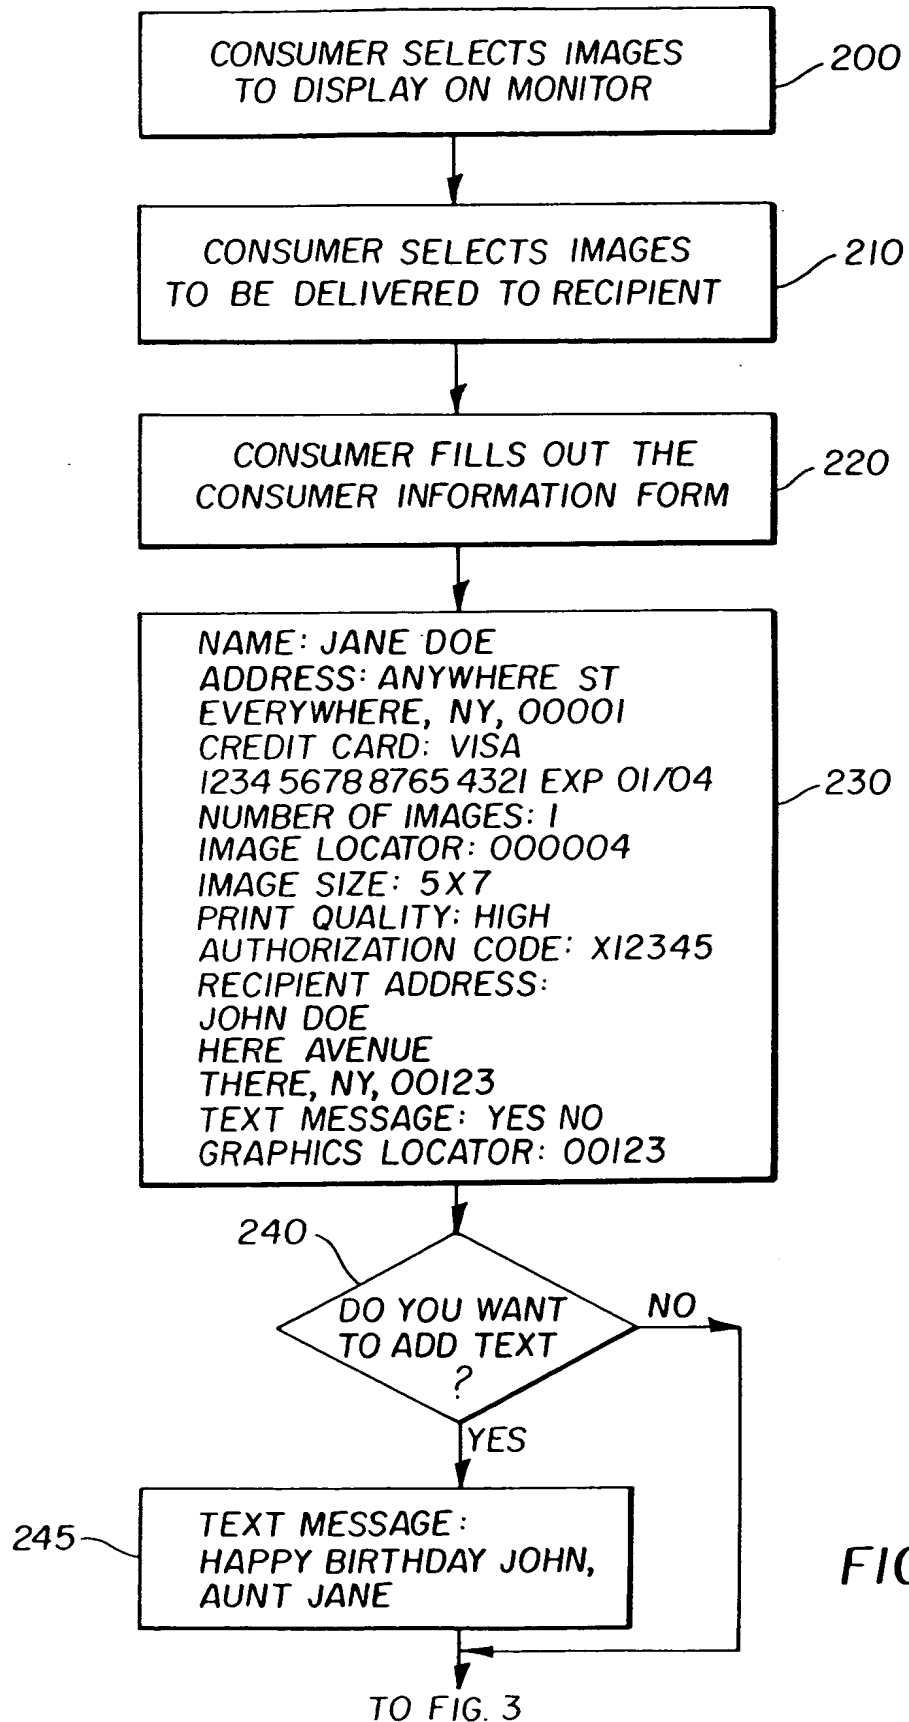 CONSUMER SELECTS IMAGES
TO DISPLAY ON MONITOR
200
CONSUMER SELECTS IMAGES
TO BE DELIVERED TO RECIPIENT
210
CONSUMER FILLS OUT THE
CONSUMER INFORMATION FORM
220
NAME: JANE DOE
ADDRESS: ANYWHERE ST
EVERYWHERE, NY, 00001
CREDIT CARD: VISA
1234 5678 8765 4321 EXP 01/04
NUMBER OF IMAGES: 1
IMAGE LOCATOR: 000004
IMAGE SIZE: 5X7
PRINT QUALITY: HIGH
AUTHORIZATION CODE: X12345
RECIPIENT ADDRESS:
JOHN DOE
HERE AVENUE
THERE, NY, 00123
TEXT MESSAGE: YES NO
GRAPHICS LOCATOR: 00123
230
240
DO YOU WANT
TO ADD TEXT
?
NO
YES
245
TEXT MESSAGE:
HAPPY BIRTHDAY JOHN,
AUNT JANE
TO FIG. 3